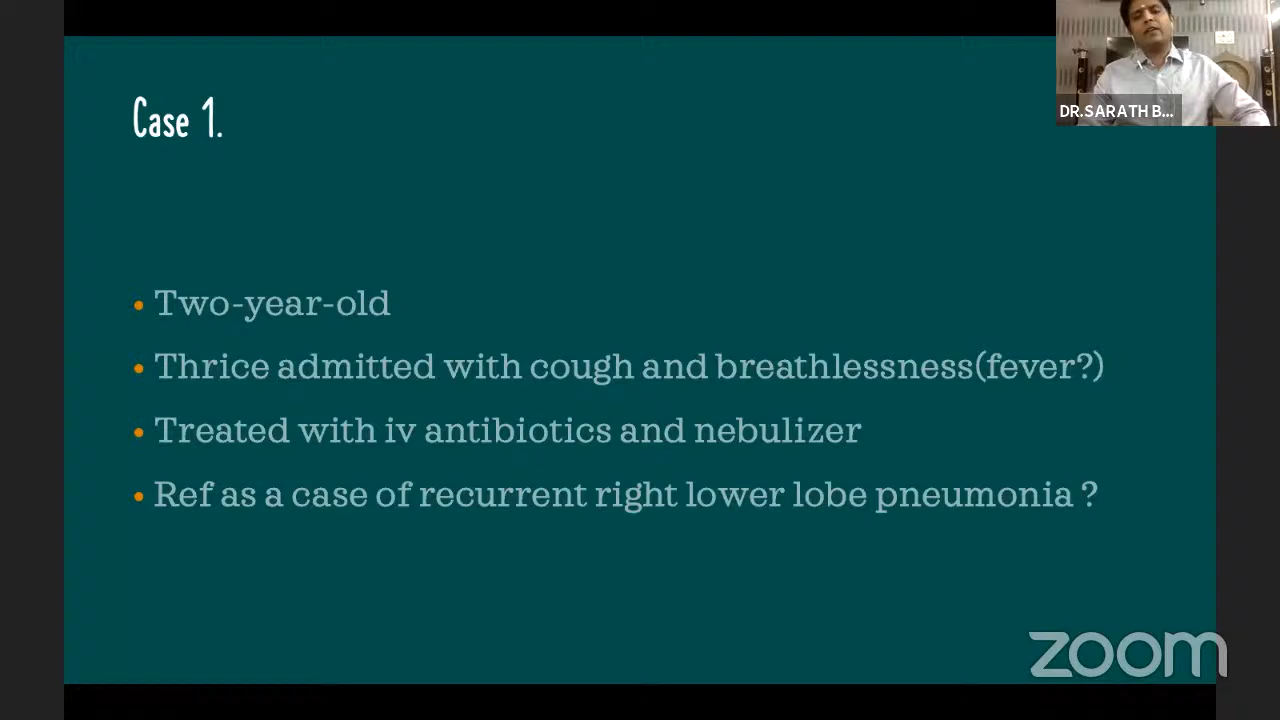 Case 1.
DR.SARATH B...
• Two-year-old
• Thrice admitted with cough and breathlessness(fever?)
• Treated with iv antibiotics and nebulizer
• Ref as a case of recurrent right lower lobe pneumonia ?
zoom